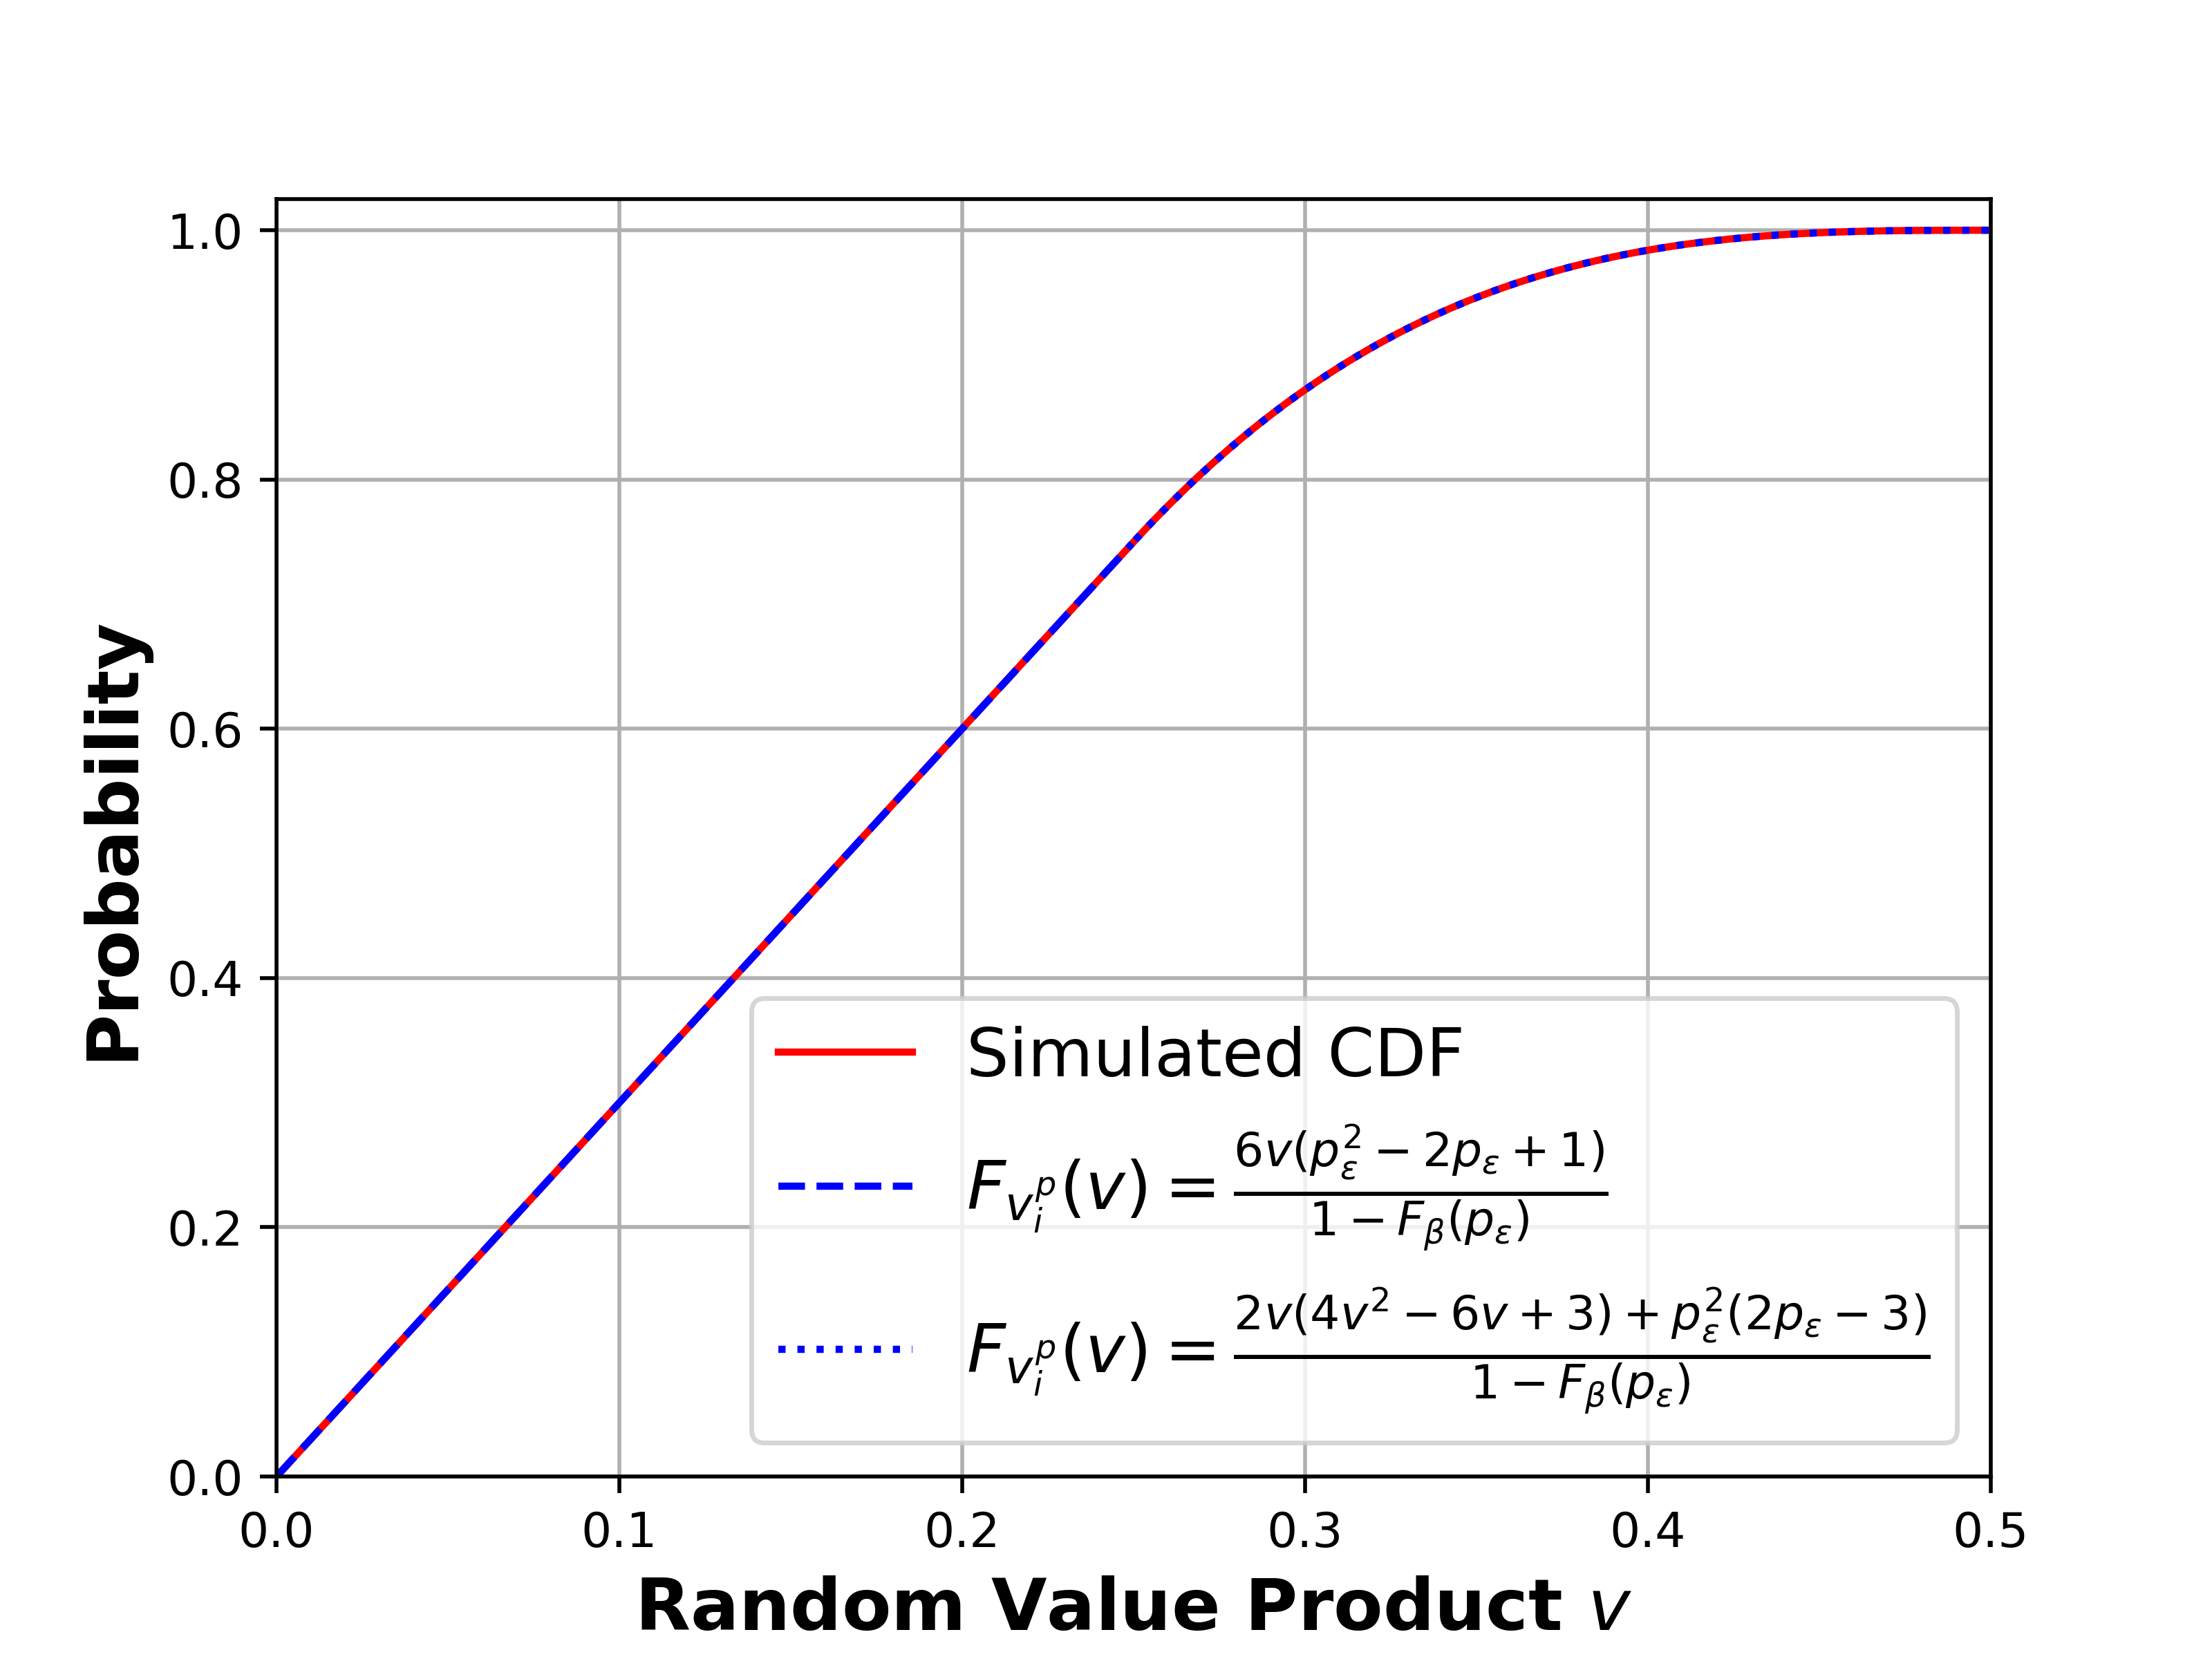 1.0
0.8
0.6
0.4
0.2
0.0
Probability
Simulated CDF
F_{v_i^p}(v) = \frac{6v(p_ε^2 − 2p_ε + 1)}{1 − F_β(p_ε)}
F_{v_i^p}(v) = \frac{2v(4v^2 − 6v + 3) + p_ε^2(2p_ε − 3)}{1 − F_β(p_ε)}
0.0 0.1 0.2 0.3 0.4 0.5
Random Value Product v